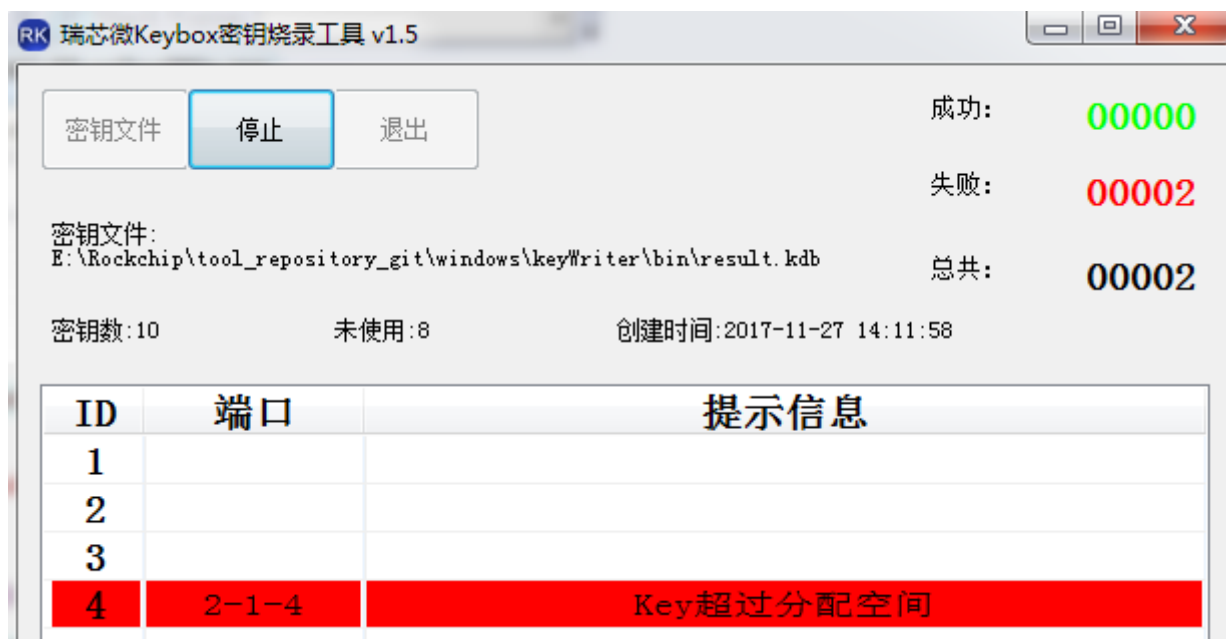 RK 瑞芯微Keybox密钥烧录工具 v1.5
密钥文件 停止 退出
成功: 00000
失败: 00002
密钥文件:
E:\Rockchip\tool_repository_git\windows\keyWriter\bin\result.kdb
总共: 00002
密钥数:10 未使用:8 创建时间:2017-11-27 14:11:58
ID 端口 提示信息
1
2
3
4 2-1-4 Key超过分配空间